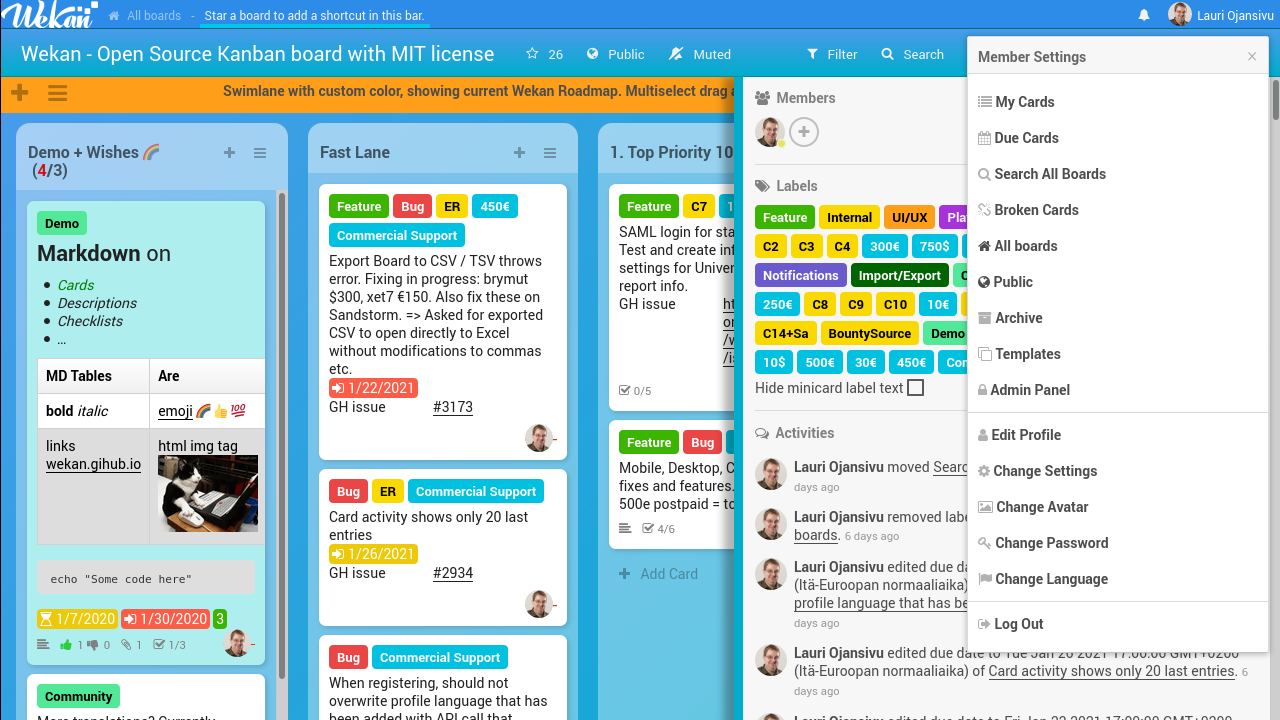 Wekan
All boards - Star a board to add a shortcut in this bar.
Lauri Ojansivu
Wekan - Open Source Kanban board with MIT license
26
Public
Muted
Filter
Search
Swimlane with custom color, showing current Wekan Roadmap. Multiselect drag
Demo + Wishes 🌈
(4/3)
Demo
Markdown on
Cards
Descriptions
Checklists
...
MD Tables Are
bold italic emoji 🌈👍💯
links html img tag
wekan.gihub.io
echo "Some code here"
1/7/2020 1/30/2020 3
1 0 1 1/3
Community
More translations? Currently
Fast Lane
Feature Bug ER 450€
Commercial Support
Export Board to CSV / TSV throws
error. Fixing in progress: brymut
$300, xet7 €150. Also fix these on
Sandstorm. => Asked for exported
CSV to open directly to Excel
without modifications to commas
etc.
1/22/2021
GH issue #3173
Bug ER Commercial Support
Card activity shows only 20 last
entries
1/26/2021
GH issue #2934
Bug Commercial Support
When registering, should not
overwrite profile language that has
been added with API call that
1. Top Priority 10
Feature C7
SAML login for sta
Test and create in
settings for Univer
report info.
GH issue
0/5
Feature Bug
Mobile, Desktop, C
fixes and features.
500e postpaid = to
4/6
Add Card
Members
Labels
Feature Internal UI/UX Pla
C2 C3 C4 300€ 750$
Notifications Import/Export
250€ C8 C9 C10 10€
C14+Sa BountySource Demo
10$ 500€ 30€ 450€ Con
Hide minicard label text
Activities
Lauri Ojansivu moved Searc
days ago
Lauri Ojansivu removed labe
boards. 6 days ago
Lauri Ojansivu edited due da
(Itä-Euroopan normaaliaika)
profile language that has be
days ago
Lauri Ojansivu edited due date to Tue Jan 26 2021 17:00:00 GMT+0200
(Itä-Euroopan normaaliaika) of Card activity shows only 20 last entries. 6
days ago
Lauri Ojansivu edited due date to Fri Jan 22 2021 17:00:00 GMT+0200
Member Settings ×
My Cards
Due Cards
Search All Boards
Broken Cards
All boards
Public
Archive
Templates
Admin Panel
Edit Profile
Change Settings
Change Avatar
Change Password
Change Language
Log Out